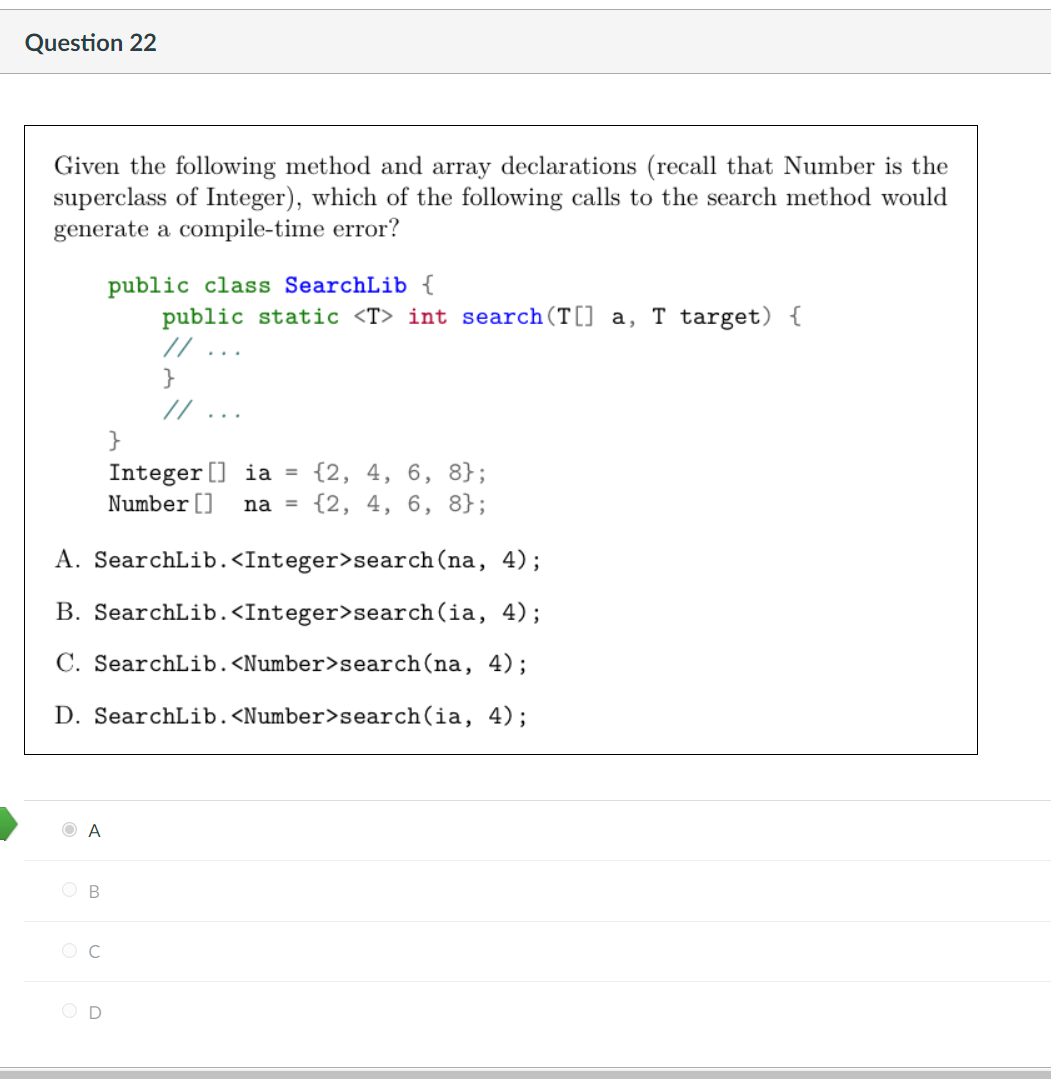 Question 22
Given the following method and array declarations (recall that Number is the
superclass of Integer), which of the following calls to the search method would
generate a compile-time error?
public class SearchLib {
public static <T> int search(T[] a, T target) {
// ...
}
// ...
}
Integer[] ia = {2, 4, 6, 8};
Number[] na = {2, 4, 6, 8};
A. SearchLib.<Integer>search(na, 4);
B. SearchLib.<Integer>search(ia, 4);
C. SearchLib.<Number>search(na, 4);
D. SearchLib.<Number>search(ia, 4);
A
B
C
D